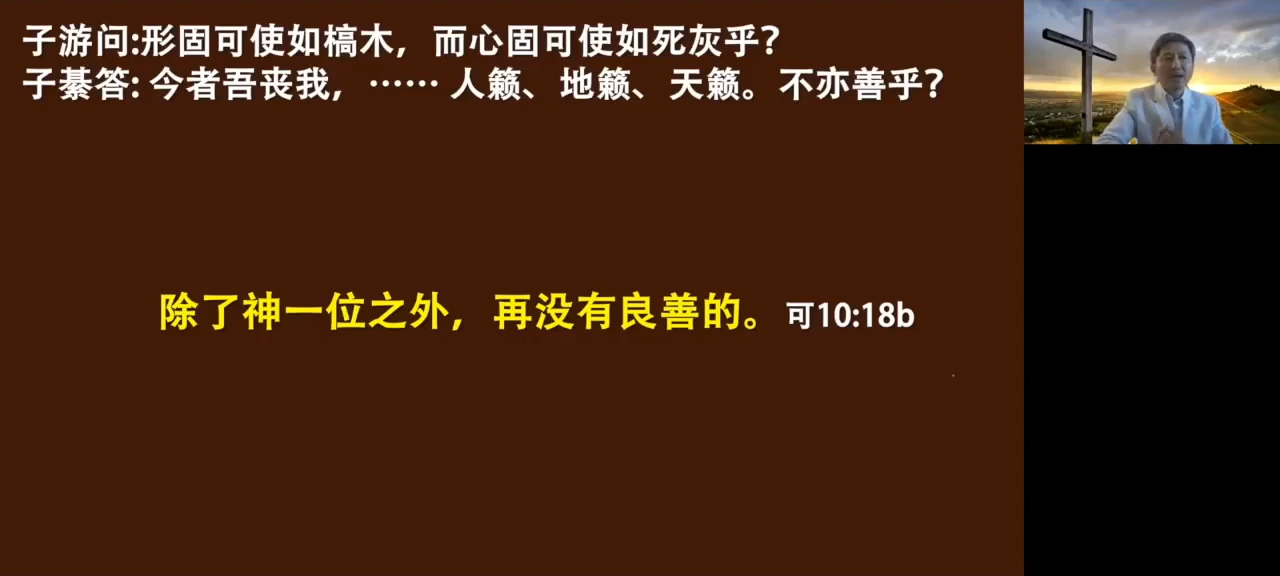 子游问:形固可使如槁木，而心固可使如死灰乎？
子綦答: 今者吾丧我，…… 人籁、地籁、天籁。不亦善乎？
除了神一位之外，再没有良善的。可10:18b